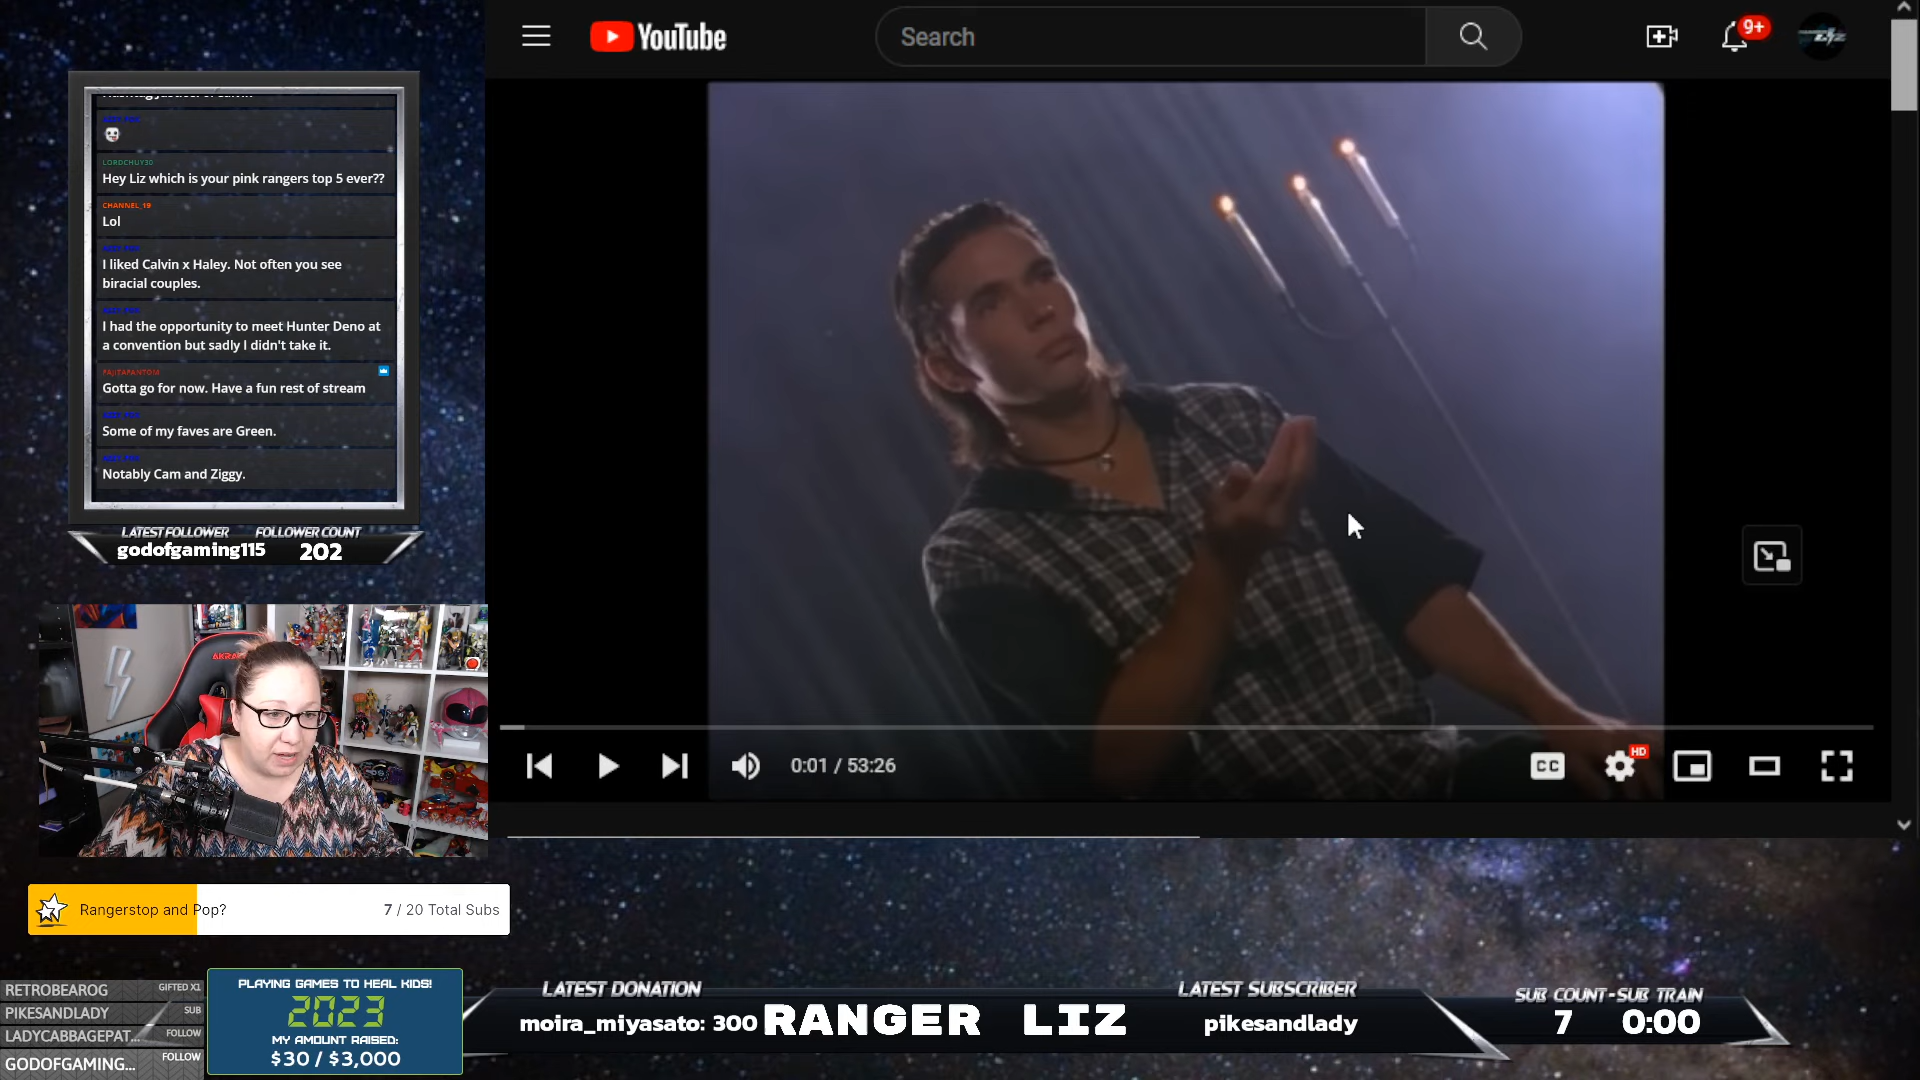 YouTube
Search
9+
LORDCHUY30
Hey Liz which is your pink rangers top 5 ever??
CHANNEL_19
Lol
I liked Calvin x Haley. Not often you see
biracial couples.
I had the opportunity to meet Hunter Deno at
a convention but sadly I didn't take it.
FAJITAFANTOM
Gotta go for now. Have a fun rest of stream
Some of my faves are Green.
Notably Cam and Ziggy.
LATEST FOLLOWER FOLLOWER COUNT
godofgaming115 202
0:01 / 53:26
CC
HD
Rangerstop and Pop? 7 / 20 Total Subs
RETROBEAROG GIFTED X1
PIKESANDLADY SUB
LADYCABBAGEPAT... FOLLOW
GODOFGAMING... FOLLOW
PLAYING GAMES TO HEAL KIDS!
2023
MY AMOUNT RAISED:
$30 / $3,000
LATEST DONATION
moira_miyasato: 300
RANGER LIZ
LATEST SUBSCRIBER
pikesandlady
SUB COUNT-SUB TRAIN
7 0:00